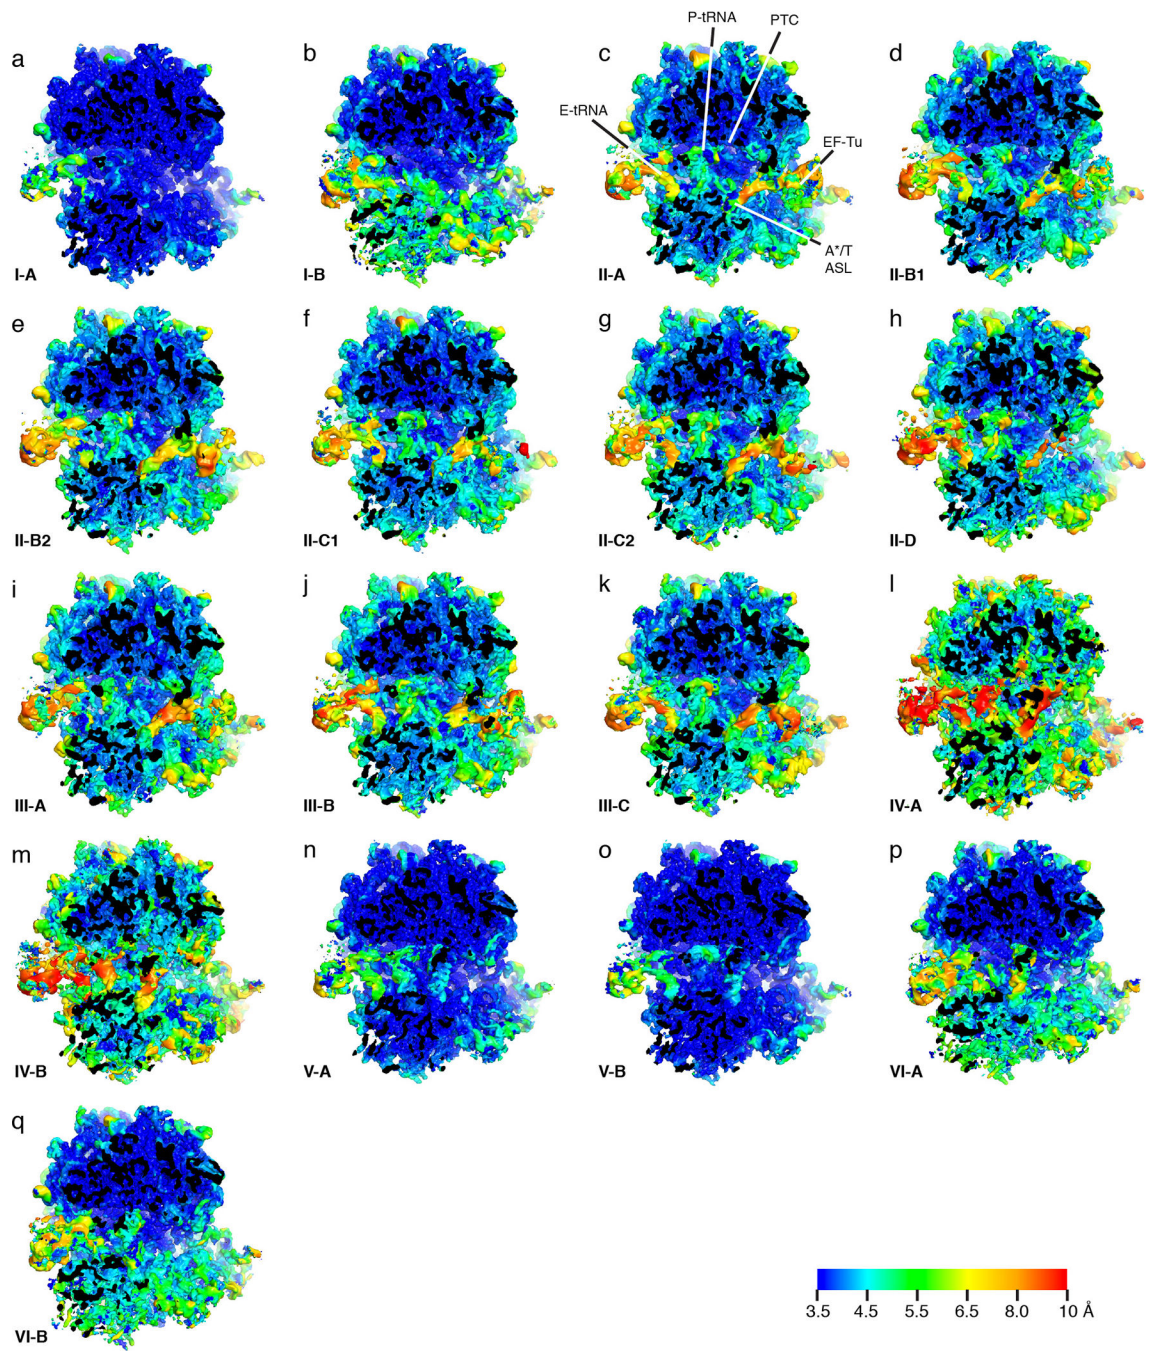 P-tRNA
PTC
a
b
c
d
E-tRNA
EF-Tu
A*/T
ASL
I-A
I-B
II-A
II-B1
e
f
g
h
II-B2
II-C1
II-C2
II-D
i
j
k
l
III-A
III-B
III-C
IV-A
m
n
o
p
IV-B
V-A
V-B
VI-A
q
VI-B
3.5 4.5 5.5 6.5 8.0 10 Å